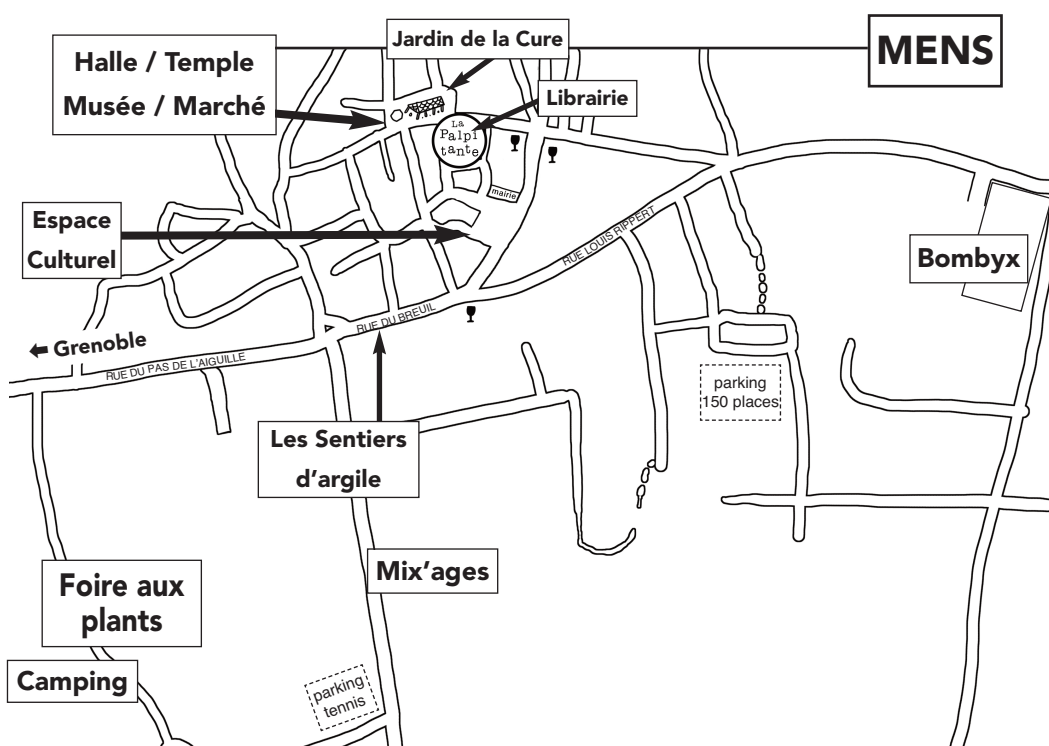 MENS
Jardin de la Cure
Halle / Temple
Musée / Marché
Librairie
La
Palpi
tante
mairie
Espace
Culturel
RUE LOUIS RIPPERT
Bombyx
RUE DU BREUIL
Grenoble
RUE DU PAS DE L'AIGUILLE
parking
150 places
Les Sentiers
d'argile
Mix'ages
Foire aux
plants
Camping
parking
tennis